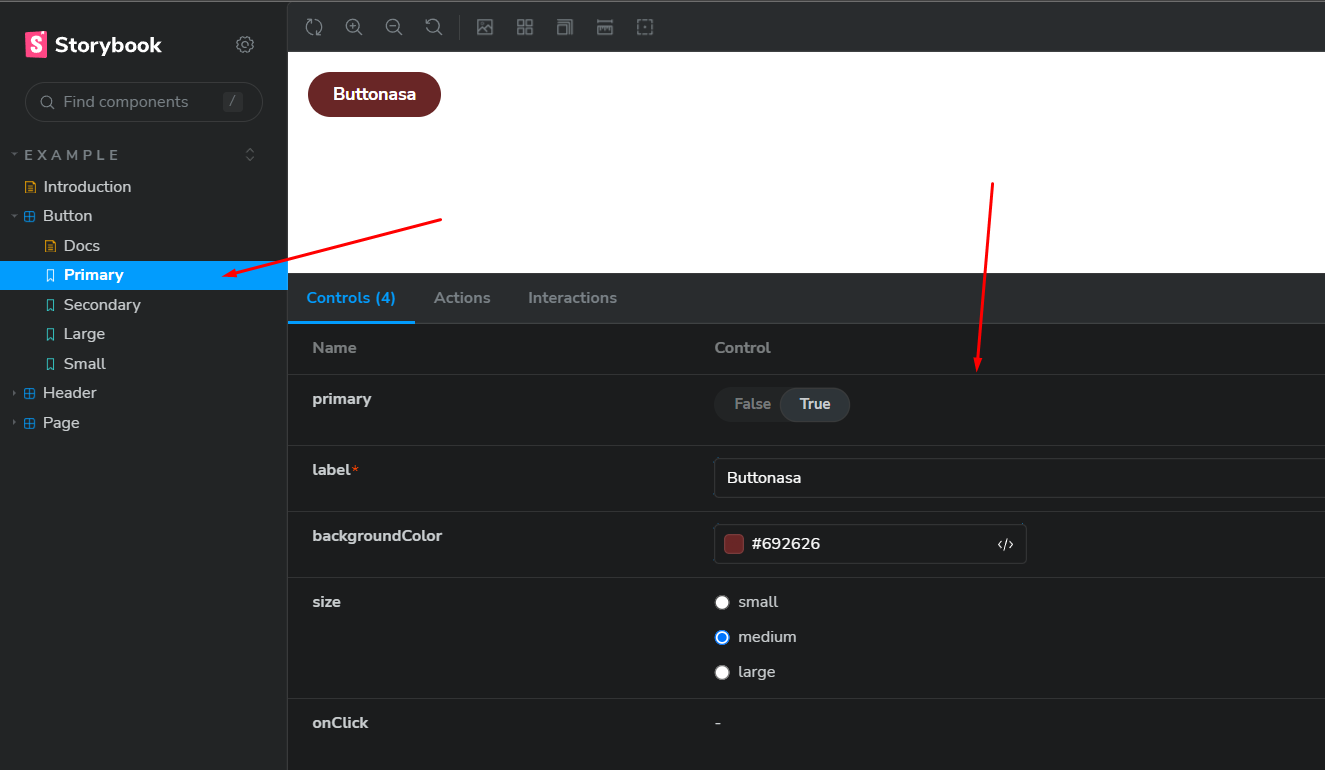 Storybook
Find components /
EXAMPLE
Introduction
Button
Docs
Primary
Secondary
Large
Small
Header
Page
Buttonasa
Controls (4) Actions Interactions
Name Control
primary False True
label* Buttonasa
backgroundColor #692626
size small
medium
large
onClick -